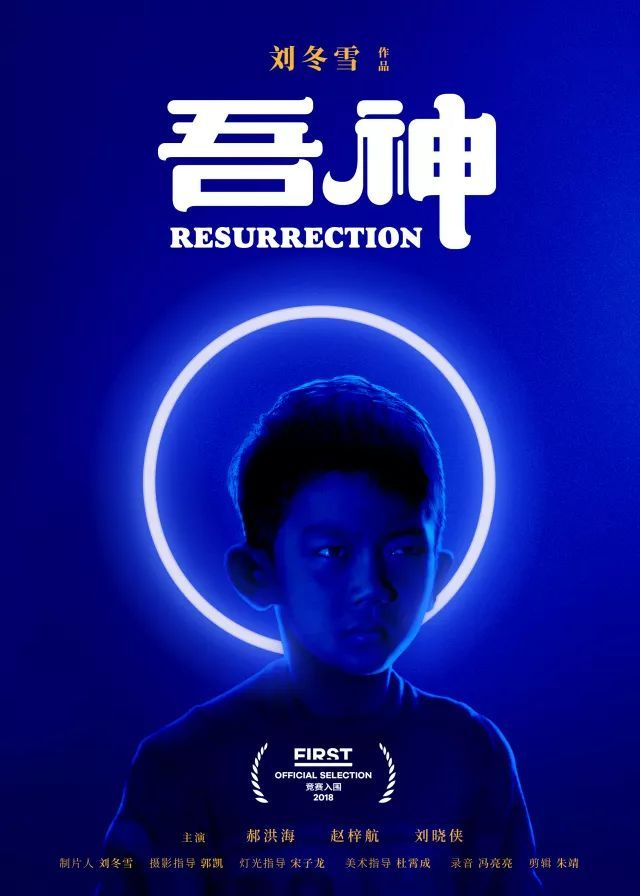 刘冬雪 作品
吾神
RESURRECTION
FIRST
OFFICIAL SELECTION
竞赛入围
2018
主演 郝洪海 赵梓航 刘晓侠
制片人 刘冬雪 摄影指导 郭凯 灯光指导 宋子龙 美术指导 杜霄成 录音 冯亮亮 剪辑 朱靖